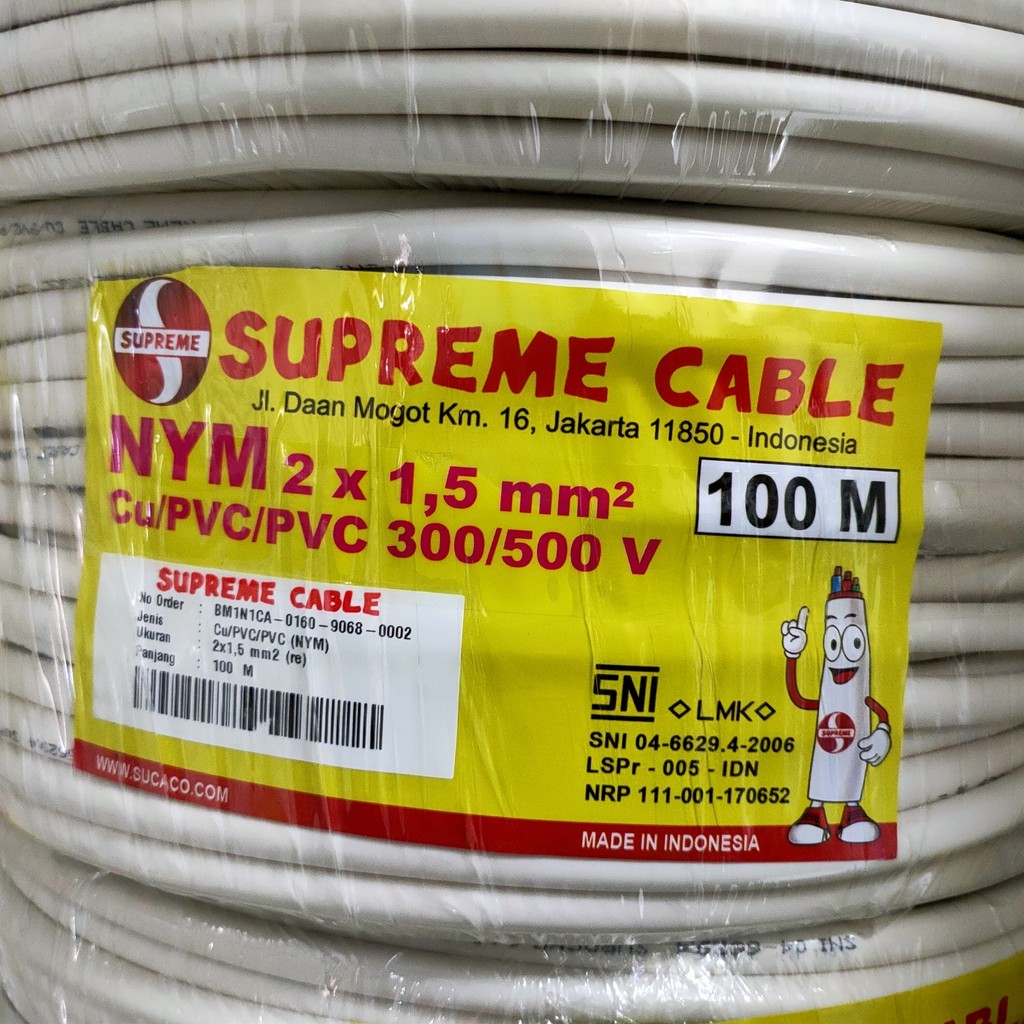 SUPREME
SUPREME CABLE
Jl. Daan Mogot Km. 16, Jakarta 11850 - Indonesia
NYM 2 x 1,5 mm²
100 M
Cu/PVC/PVC 300/500 V
SUPREME CABLE
No Order : BM1N1CA-0160-9068-0002
Jenis : Cu/PVC/PVC (NYM)
Ukuran : 2x1,5 mm2 (re)
Panjang : 100 M
SUPREME
SNI LMK
SNI 04-6629.4-2006
LSPr - 005 - IDN
NRP 111-001-170652
WWW.SUCACO.COM
MADE IN INDONESIA